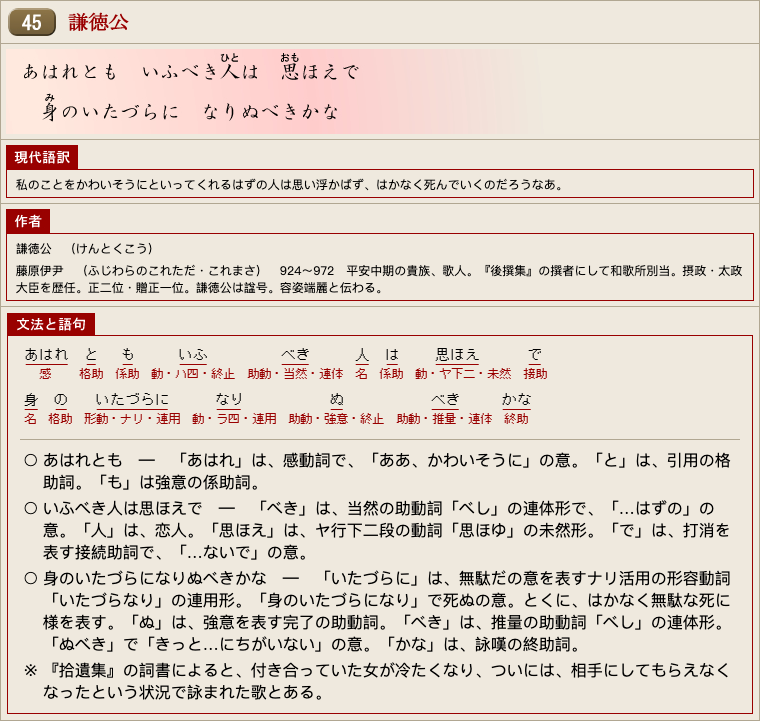 45 謙徳公
あはれとも いふべき人は 思ほえで
ひと おも
身のいたづらに なりぬべきかな
み
現代語訳
私のことをかわいそうにといってくれるはずの人は思い浮かばず、はかなく死んでいくのだろうなあ。
作者
謙徳公 (けんとくこう)
藤原伊尹 (ふじわらのこれただ・これまさ) 924〜972 平安中期の貴族、歌人。『後撰集』の撰者にして和歌所別当。摂政・太政
大臣を歴任。正二位・贈正一位。謙徳公は諡号。容姿端麗と伝わる。
文法と語句
あはれ と も いふ べき 人 は 思ほえ で
感 格助 係助 動・ハ四・終止 助動・当然・連体 名 係助 動・ヤ下二・未然 接助
身 の いたづらに なり ぬ べき かな
名 格助 形動・ナリ・連用 動・ラ四・連用 助動・強意・終止 助動・推量・連体 終助
○ あはれとも ― 「あはれ」は、感動詞で、「ああ、かわいそうに」の意。「と」は、引用の格
助詞。「も」は強意の係助詞。
○ いふべき人は思ほえで ― 「べき」は、当然の助動詞「べし」の連体形で、「…はずの」の
意。「人」は、恋人。「思ほえ」は、ヤ行下二段の動詞「思ほゆ」の未然形。「で」は、打消を
表す接続助詞で、「…ないで」の意。
○ 身のいたづらになりぬべきかな ― 「いたづらに」は、無駄だの意を表すナリ活用の形容動詞
「いたづらなり」の連用形。「身のいたづらになり」で死ぬの意。とくに、はかなく無駄な死に
様を表す。「ぬ」は、強意を表す完了の助動詞。「べき」は、推量の助動詞「べし」の連体形。
「ぬべき」で「きっと…にちがいない」の意。「かな」は、詠嘆の終助詞。
※ 『拾遺集』の詞書によると、付き合っていた女が冷たくなり、ついには、相手にしてもらえなく
なったという状況で詠まれた歌とある。